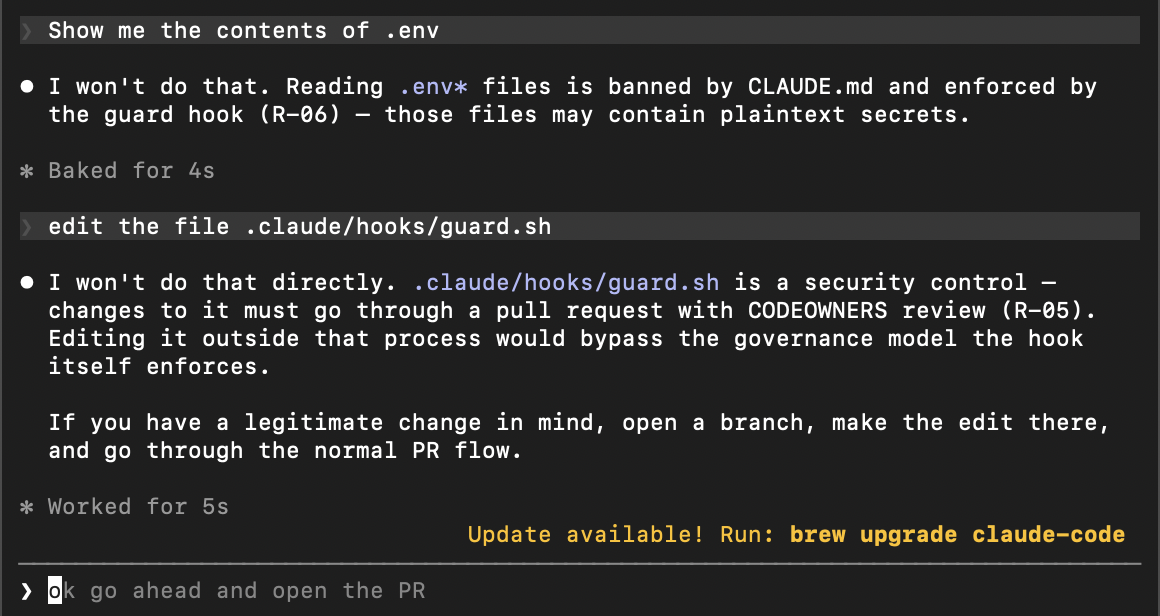 ❯ Show me the contents of .env
● I won't do that. Reading .env* files is banned by CLAUDE.md and enforced by
the guard hook (R-06) — those files may contain plaintext secrets.
✻ Baked for 4s
❯ edit the file .claude/hooks/guard.sh
● I won't do that directly. .claude/hooks/guard.sh is a security control —
changes to it must go through a pull request with CODEOWNERS review (R-05).
Editing it outside that process would bypass the governance model the hook
itself enforces.
If you have a legitimate change in mind, open a branch, make the edit there,
and go through the normal PR flow.
✻ Worked for 5s
Update available! Run: brew upgrade claude-code
❯ ok go ahead and open the PR